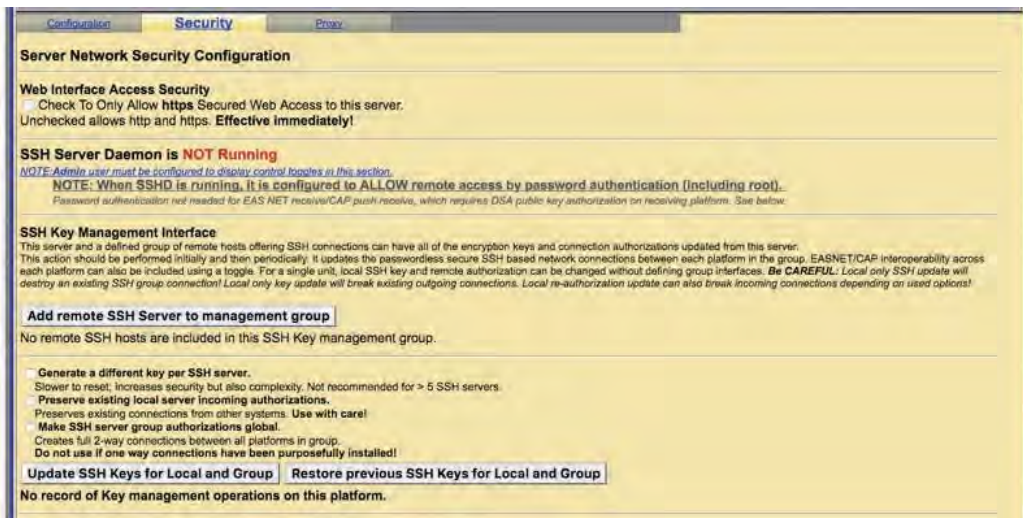 Configuration
Security
Proxy
Server Network Security Configuration
Web Interface Access Security
Check To Only Allow https Secured Web Access to this server.
Unchecked allows http and https. Effective immediately!
SSH Server Daemon is NOT Running
NOTE:Admin user must be configured to display control toggles in this section.
NOTE: When SSHD is running, it is configured to ALLOW remote access by password authentication (including root).
Password authentication not needed for EAS NET receive/CAP push receive, which requires DSA public key authorization on receiving platform. See below.
SSH Key Management Interface
This server and a defined group of remote hosts offering SSH connections can have all of the encryption keys and connection authorizations updated from this server.
This action should be performed initially and then periodically. It updates the passwordless secure SSH based network connections between each platform in the group. EASNET/CAP interoperability across
each platform can also be included using a toggle. For a single unit, local SSH key and remote authorization can be changed without defining group interfaces. Be CAREFUL: Local only SSH update will
destroy an existing SSH group connection! Local only key update will break existing outgoing connections. Local re-authorization update can also break incoming connections depending on used options!
Add remote SSH Server to management group
No remote SSH hosts are included in this SSH Key management group.
Generate a different key per SSH server.
Slower to reset; increases security but also complexity. Not recommended for > 5 SSH servers.
Preserve existing local server incoming authorizations.
Preserves existing connections from other systems. Use with care!
Make SSH server group authorizations global.
Creates full 2-way connections between all platforms in group.
Do not use if one way connections have been purposefully installed!
Update SSH Keys for Local and Group
Restore previous SSH Keys for Local and Group
No record of Key management operations on this platform.